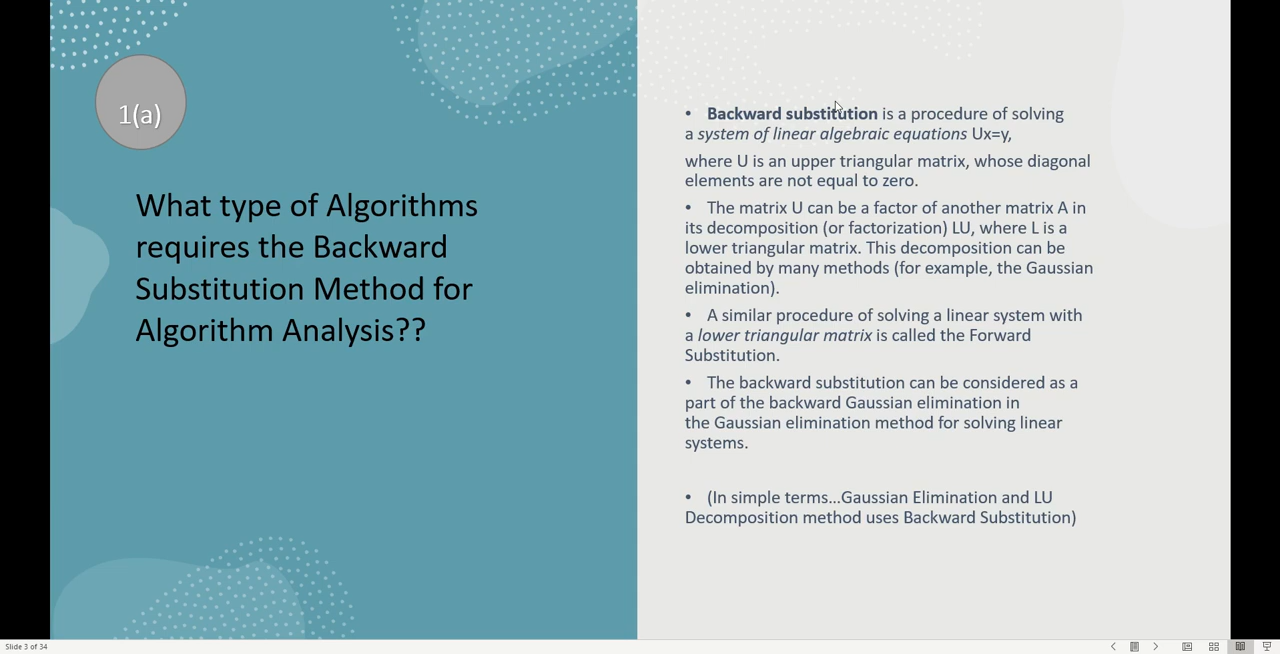 1(a)
What type of Algorithms
requires the Backward
Substitution Method for
Algorithm Analysis??
• Backward substitution is a procedure of solving
a system of linear algebraic equations Ux=y,
where U is an upper triangular matrix, whose diagonal
elements are not equal to zero.
• The matrix U can be a factor of another matrix A in
its decomposition (or factorization) LU, where L is a
lower triangular matrix. This decomposition can be
obtained by many methods (for example, the Gaussian
elimination).
• A similar procedure of solving a linear system with
a lower triangular matrix is called the Forward
Substitution.
• The backward substitution can be considered as a
part of the backward Gaussian elimination in
the Gaussian elimination method for solving linear
systems.
• (In simple terms…Gaussian Elimination and LU
Decomposition method uses Backward Substitution)
Slide 3 of 34